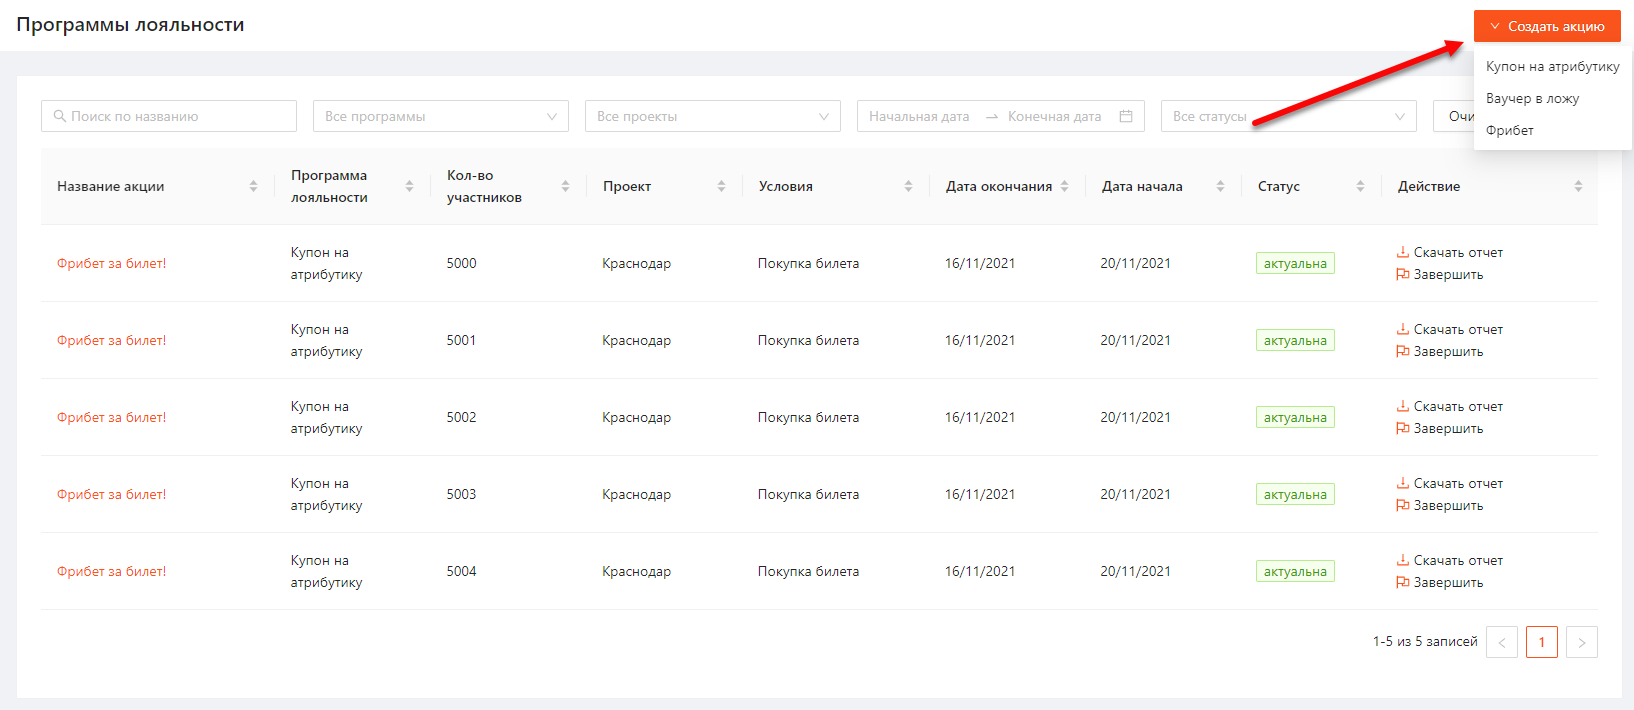 Программы лояльности
Создать акцию
Купон на атрибутику
Ваучер в ложу
Фрибет
Поиск по названию
Все программы
Все проекты
Начальная дата → Конечная дата
Все статусы
Очи
Название акции
Программа
лояльности
Кол-во
участников
Проект
Условия
Дата окончания
Дата начала
Статус
Действие
Фрибет за билет!
Купон на
атрибутику
5000
Краснодар
Покупка билета
16/11/2021
20/11/2021
актуальна
Скачать отчет
Завершить
Фрибет за билет!
Купон на
атрибутику
5001
Краснодар
Покупка билета
16/11/2021
20/11/2021
актуальна
Скачать отчет
Завершить
Фрибет за билет!
Купон на
атрибутику
5002
Краснодар
Покупка билета
16/11/2021
20/11/2021
актуальна
Скачать отчет
Завершить
Фрибет за билет!
Купон на
атрибутику
5003
Краснодар
Покупка билета
16/11/2021
20/11/2021
актуальна
Скачать отчет
Завершить
Фрибет за билет!
Купон на
атрибутику
5004
Краснодар
Покупка билета
16/11/2021
20/11/2021
актуальна
Скачать отчет
Завершить
1-5 из 5 записей
< 1 >